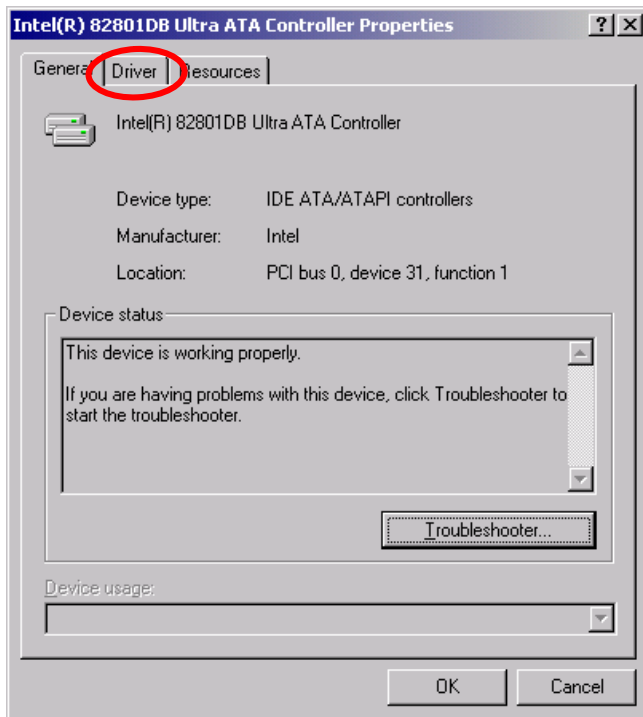 Intel(R) 82801DB Ultra ATA Controller Properties
General Driver Resources
Intel(R) 82801DB Ultra ATA Controller
Device type: IDE ATA/ATAPI controllers
Manufacturer: Intel
Location: PCI bus 0, device 31, function 1
Device status
This device is working properly.
If you are having problems with this device, click Troubleshooter to
start the troubleshooter.
Troubleshooter...
Device usage:
OK Cancel